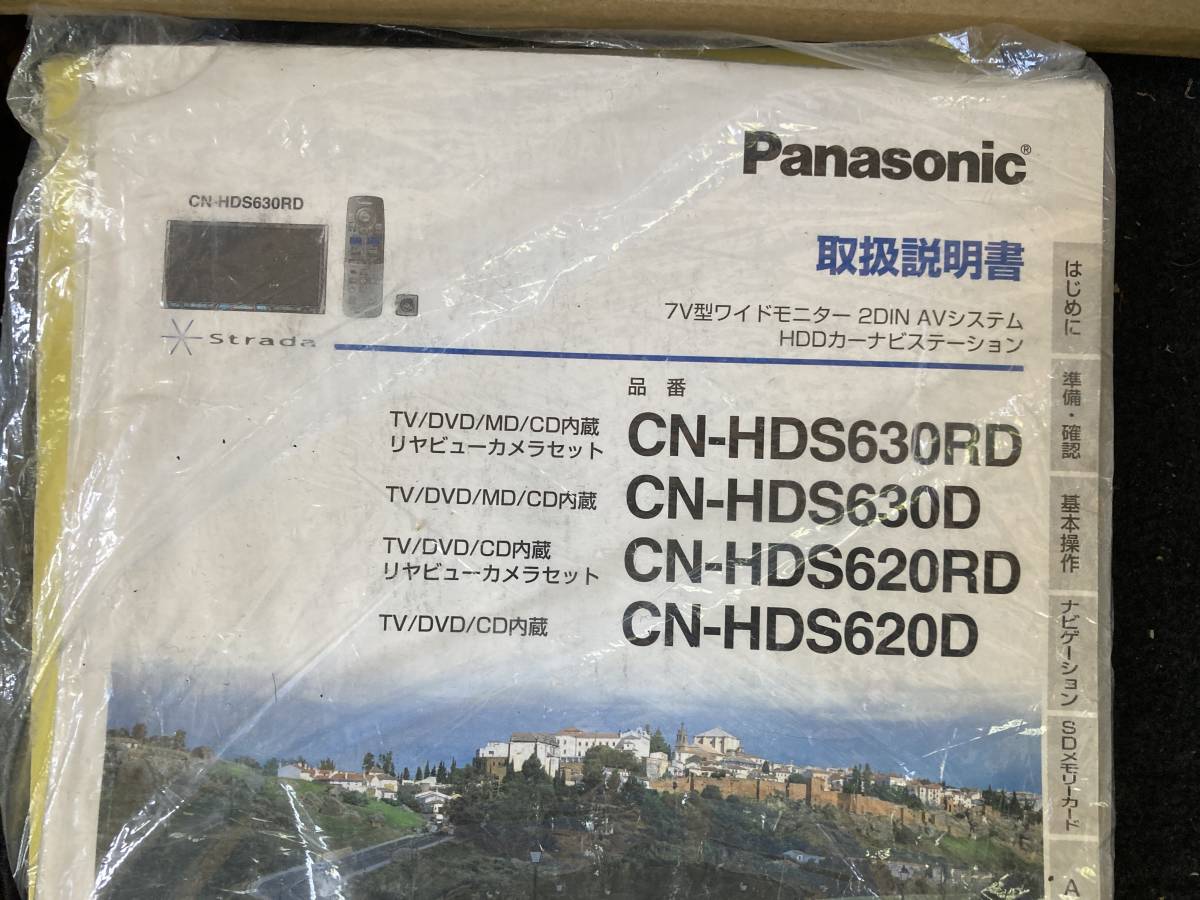 Panasonic®
CN-HDS630RD
取扱説明書
7V型ワイドモニター 2DIN AVシステム
HDDカーナビステーション
Strada
品番
TV/DVD/MD/CD内蔵
リヤビューカメラセット
CN-HDS630RD
TV/DVD/MD/CD内蔵
CN-HDS630D
TV/DVD/CD内蔵
リヤビューカメラセット
CN-HDS620RD
TV/DVD/CD内蔵
CN-HDS620D
はじめに
準備・確認
基本操作
ナビゲーション
SDメモリーカード
A